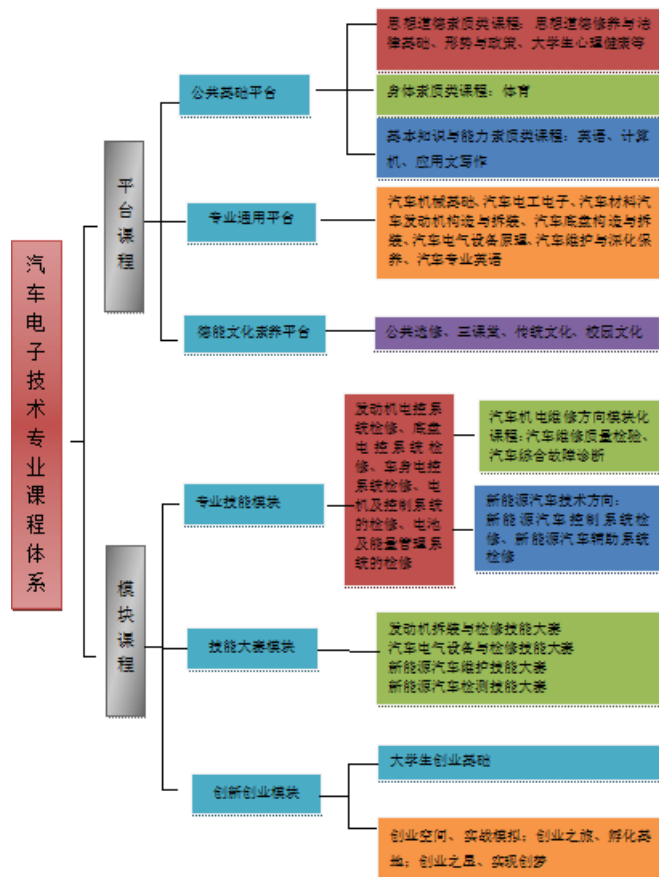 汽车电子技术专业课程体系
平台课程
公共基础平台
思想道德素质类课程：思想道德修养与法
律基础、形势与政策、大学生心理健康等
身体素质类课程：体育
基本知识与能力素质类课程：英语、计算
机、应用文写作
专业通用平台
汽车机械基础、汽车电工电子、汽车材料汽
车发动机构造与拆装、汽车底盘构造与拆
装、汽车电气设备原理、汽车维护与深化保
养、汽车专业英语
德能文化素养平台
公共选修、三课堂、传统文化、校园文化
模块课程
专业技能模块
发动机电控系
统检修、底盘
电控系统检
修、车身电控
系统检修、电
机及控制系统
的检修、电池
及能量管理系
统的检修
汽车机电维修方向模块化
课程：汽车维修质量检验、
汽车综合故障诊断
新能源汽车技术方向：
新能源汽车控制系统检
修、新能源汽车辅助系统
检修
技能大赛模块
发动机拆装与检修技能大赛
汽车电气设备与检修技能大赛
新能源汽车维护技能大赛
新能源汽车检测技能大赛
创新创业模块
大学生创业基础
创业空间、实战模拟；创业之旅、孵化基
地；创业之星、实现创梦